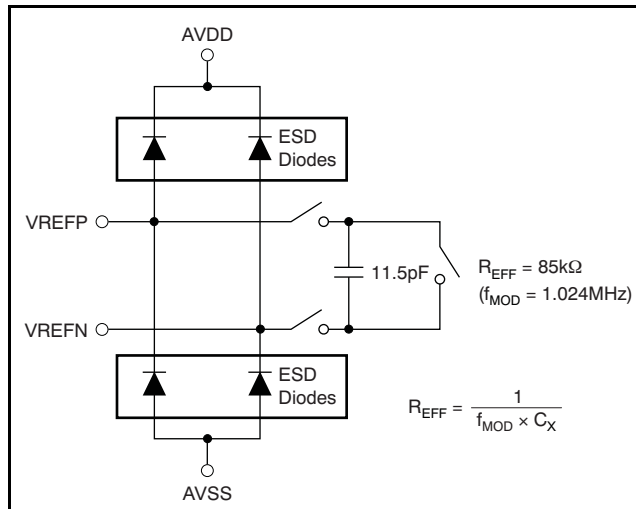 AVDD
ESD
Diodes
VREFP
11.5pF
R_EFF = 85kΩ
(f_MOD = 1.024MHz)
VREFN
ESD
Diodes
R_EFF = 1 / (f_MOD × C_X)
AVSS